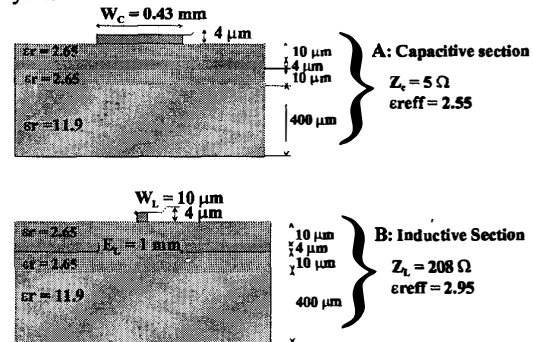 W_C = 0.43 mm
4 μm
εr = 2.65
εr = 2.65
εr =11.9
10 μm
4 μm
10 μm
400 μm
A: Capacitive section
Z_c = 5 Ω
εreff = 2.55
W_L = 10 μm
4 μm
εr = 2.65
E_L = 1 mm
εr = 2.65
εr = 11.9
10 μm
4 μm
10 μm
400 μm
B: Inductive Section
Z_L = 208 Ω
εreff = 2.95